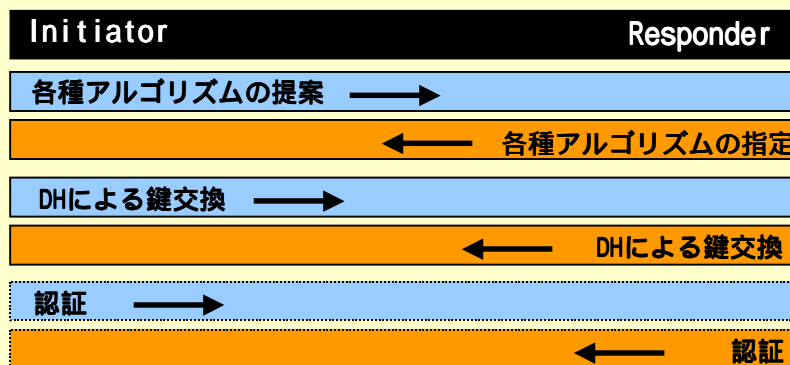 Initiator Responder
各種アルゴリズムの提案
各種アルゴリズムの指定
DHによる鍵交換
DHによる鍵交換
認証
認証